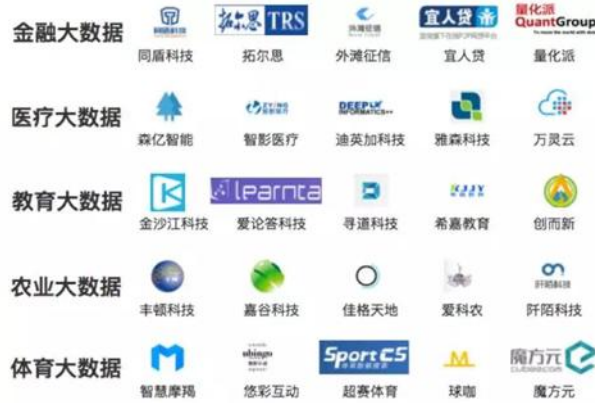 金融大数据
TRS
宜人贷
量化派
QuantGroup
同盾科技 拓尔思 外滩征信 宜人贷 量化派
医疗大数据
ZYING
DEEP
INFORMATICS++
森亿智能 智影医疗 迪英加科技 雅森科技 万灵云
教育大数据
learnta
KJJY
金沙江科技 爱论答科技 寻道科技 希嘉教育 创而新
农业大数据
阡陌科技
丰顿科技 嘉谷科技 佳格天地 爱科农 阡陌科技
体育大数据
Sport CS
魔方元
智慧摩羯 悠彩互动 超赛体育 球咖 魔方元